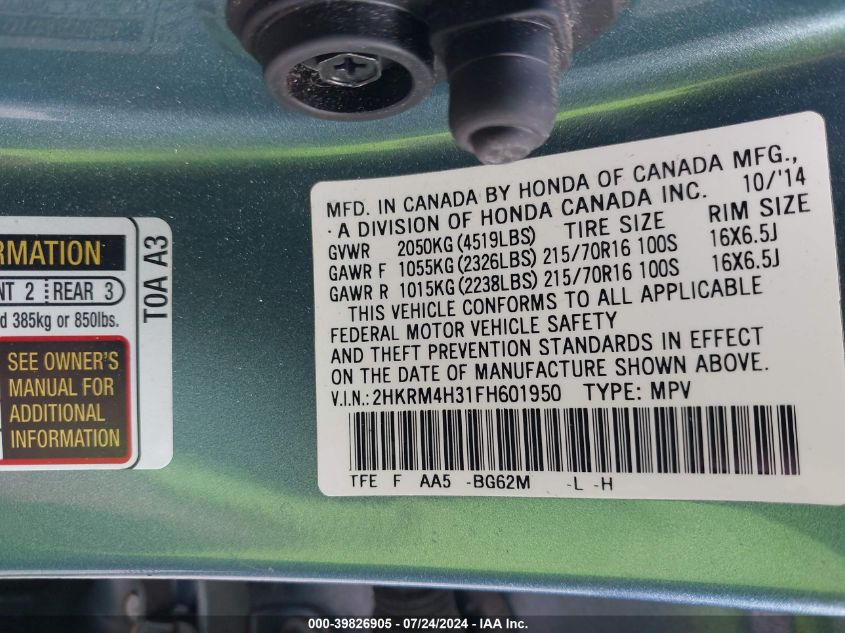 MFD. IN CANADA BY HONDA OF CANADA MFG.,
· A DIVISION OF HONDA CANADA INC. 10/'14
TIRE SIZE RIM SIZE
GVWR 2050KG (4519LBS)
GAWR F 1055KG (2326LBS) 215/70R16 100S 16X6.5J
GAWR R 1015KG (2238LBS) 215/70R16 100S 16X6.5J
THIS VEHICLE CONFORMS TO ALL APPLICABLE
FEDERAL MOTOR VEHICLE SAFETY
AND THEFT PREVENTION STANDARDS IN EFFECT
ON THE DATE OF MANUFACTURE SHOWN ABOVE.
V.I.N.: 2HKRM4H31FH601950 TYPE: MPV
TFE F AA5 -BG62M -L -H
RMATION
NT 2 REAR 3
d 385kg or 850lbs.
SEE OWNER'S
MANUAL FOR
ADDITIONAL
INFORMATION
T0A A3
000-39826905 - 07/24/2024 - IAA Inc.